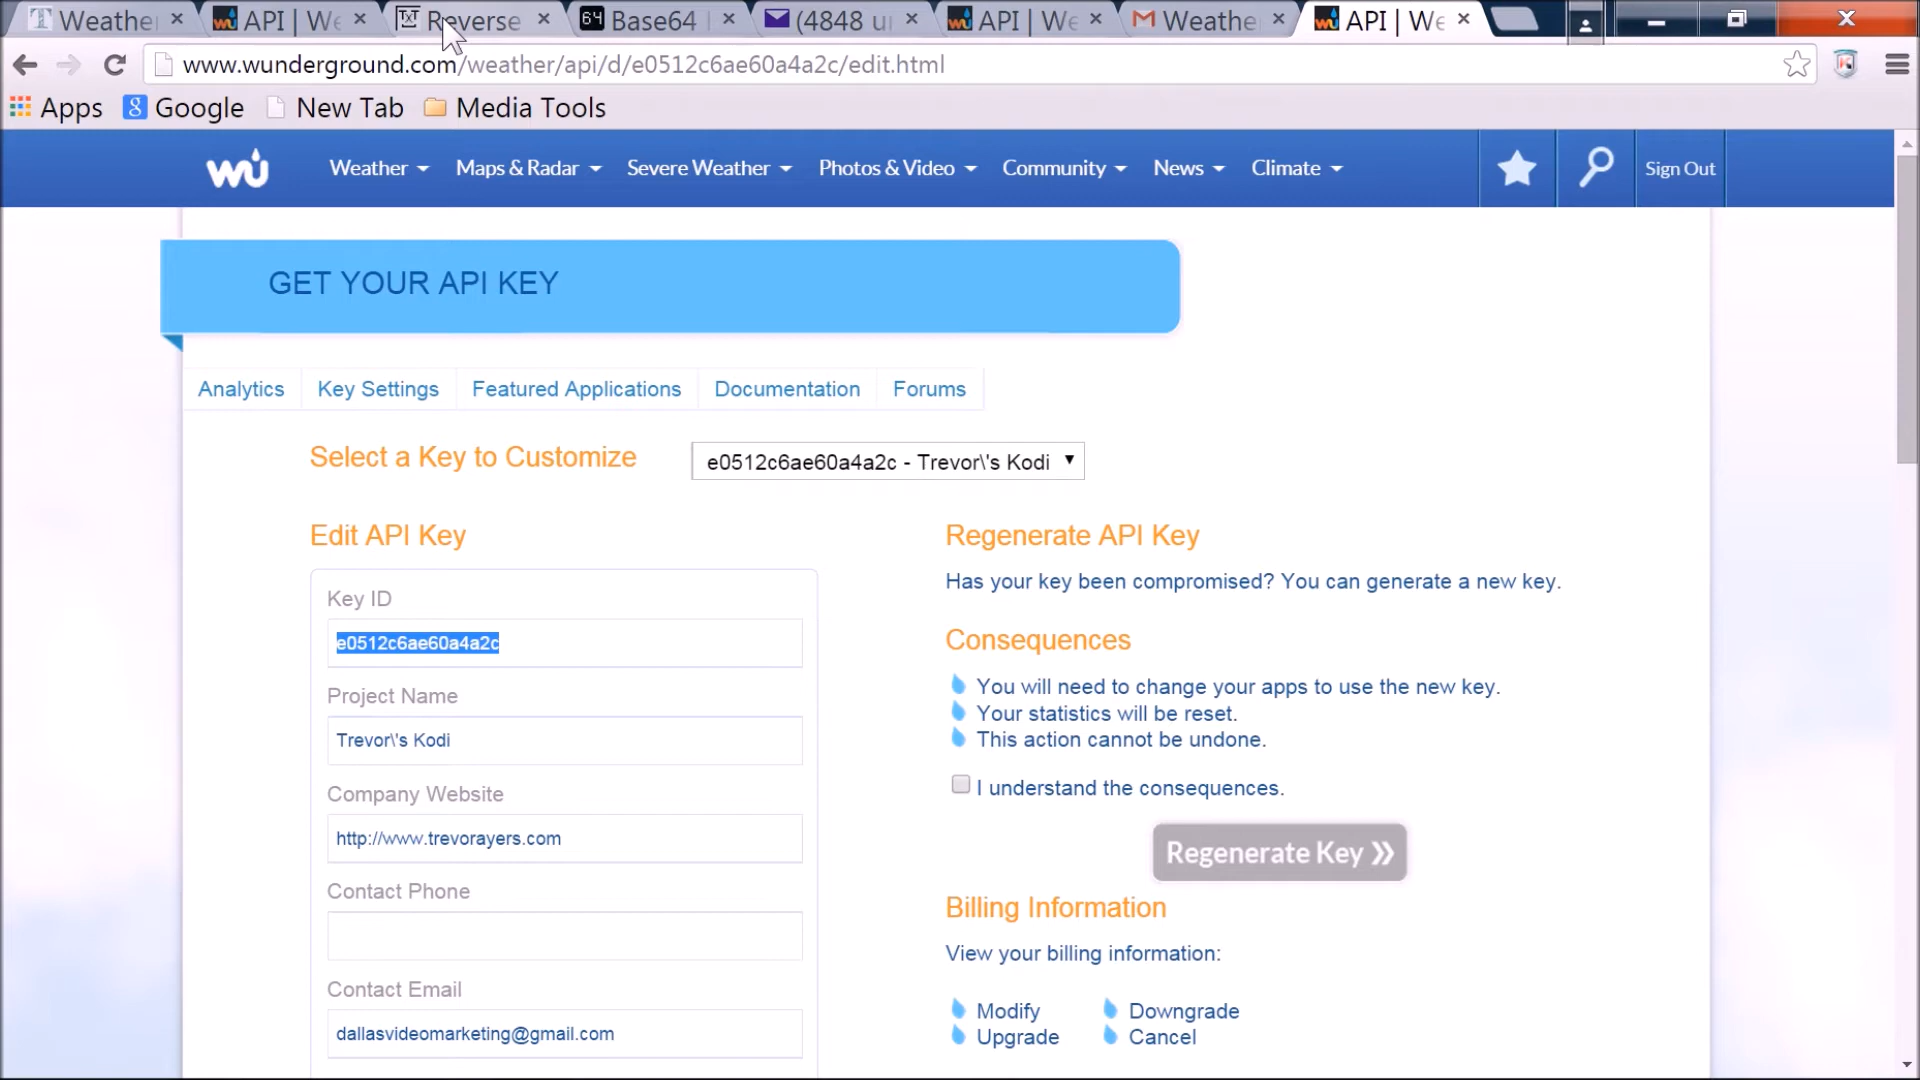 Weather
API | We
Reverse
64 Base64
(4848 u
API | We
Weather
API | We
www.wunderground.com/weather/api/d/e0512c6ae60a4a2c/edit.html
Apps
Google
New Tab
Media Tools
wu
Weather
Maps & Radar
Severe Weather
Photos & Video
Community
News
Climate
Sign Out
GET YOUR API KEY
Analytics
Key Settings
Featured Applications
Documentation
Forums
Select a Key to Customize
e0512c6ae60a4a2c - Trevor\'s Kodi
Edit API Key
Key ID
e0512c6ae60a4a2c
Project Name
Trevor\'s Kodi
Company Website
http://www.trevorayers.com
Contact Phone
Contact Email
dallasvideomarketing@gmail.com
Regenerate API Key
Has your key been compromised? You can generate a new key.
Consequences
You will need to change your apps to use the new key.
Your statistics will be reset.
This action cannot be undone.
I understand the consequences.
Regenerate Key »
Billing Information
View your billing information:
Modify
Downgrade
Upgrade
Cancel